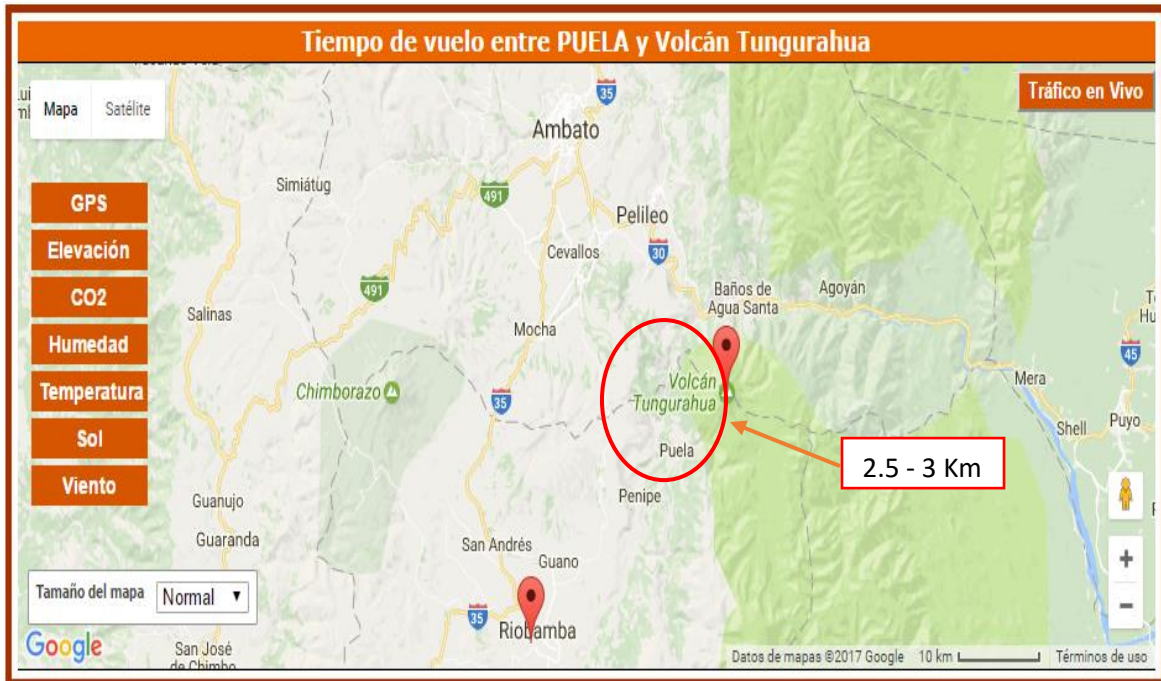 Tiempo de vuelo entre PUELA y Volcán Tungurahua
Mapa Satélite
Tráfico en Vivo
35
Ambato
Simiátug
491
Pelileo
GPS
Elevación
Cevallos
30
CO2
491
Baños de
Agua Santa
Agoyán
Salinas
Humedad
Mocha
45
Temperatura
Chimborazo
35
Volcán
Tungurahua
Mera
Sol
Shell
Puyo
Puela
2.5 - 3 Km
Viento
Guanujo
Penipe
Guaranda
San Andrés
Guano
Tamaño del mapa Normal
35
Riobamba
Google
San José
de Chimbo
Datos de mapas ©2017 Google 10 km Términos de uso